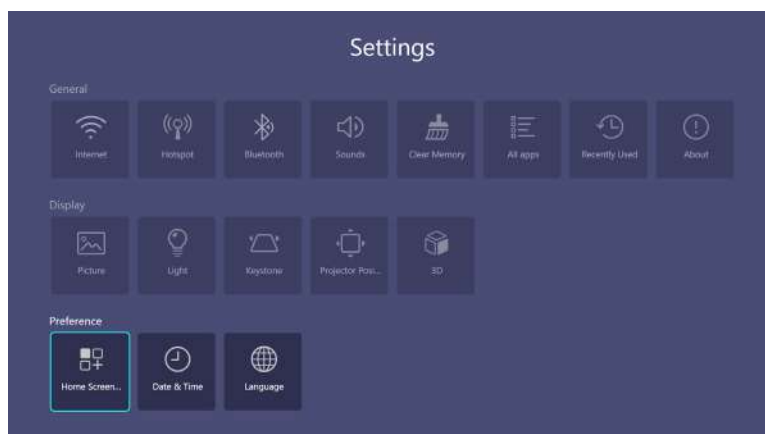 Settings
General
Internet
Hotspot
Bluetooth
Sounds
Clear Memory
All apps
Recently Used
About
Display
Picture
Light
Keystone
Projector Posi...
3D
Preference
Home Screen...
Date & Time
Language